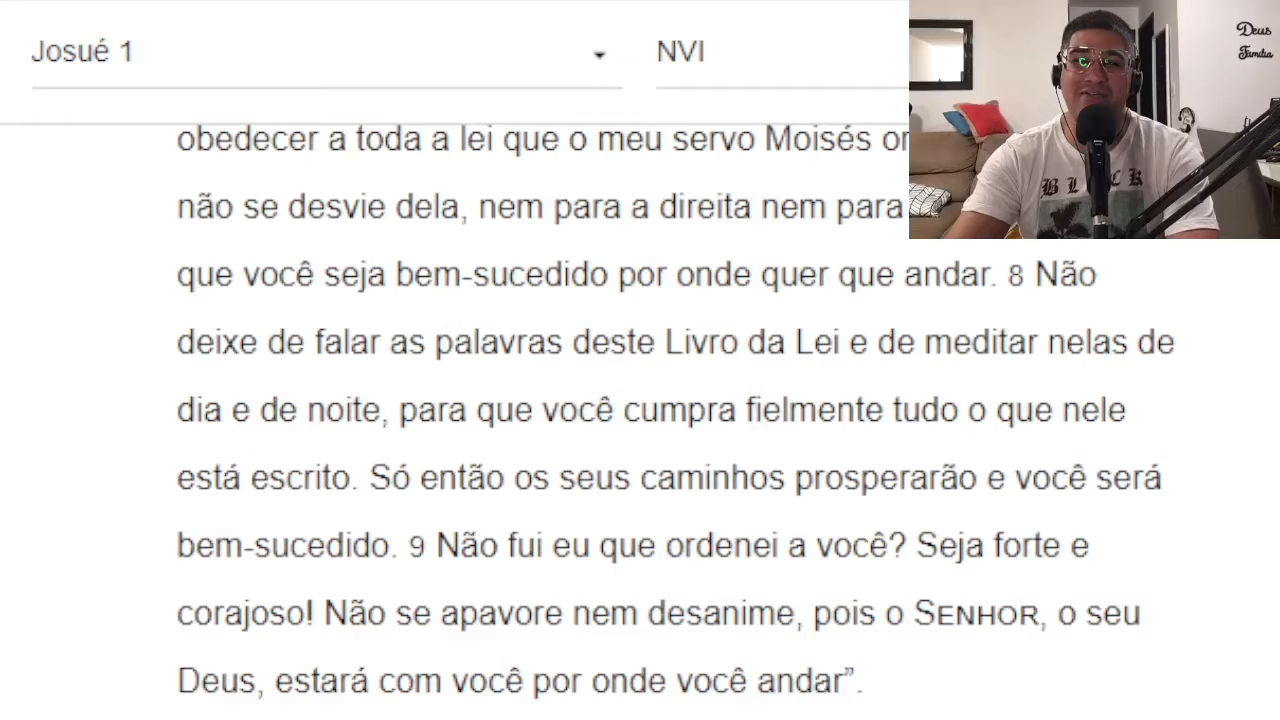 Josué 1
NVI
obedecer a toda a lei que o meu servo Moisés
não se desvie dela, nem para a direita nem para
que você seja bem-sucedido por onde quer que andar. 8 Não
deixe de falar as palavras deste Livro da Lei e de meditar nelas de
dia e de noite, para que você cumpra fielmente tudo o que nele
está escrito. Só então os seus caminhos prosperarão e você será
bem-sucedido. 9 Não fui eu que ordenei a você? Seja forte e
corajoso! Não se apavore nem desanime, pois o SENHOR, o seu
Deus, estará com você por onde você andar”.
Deus
Família
BLACK